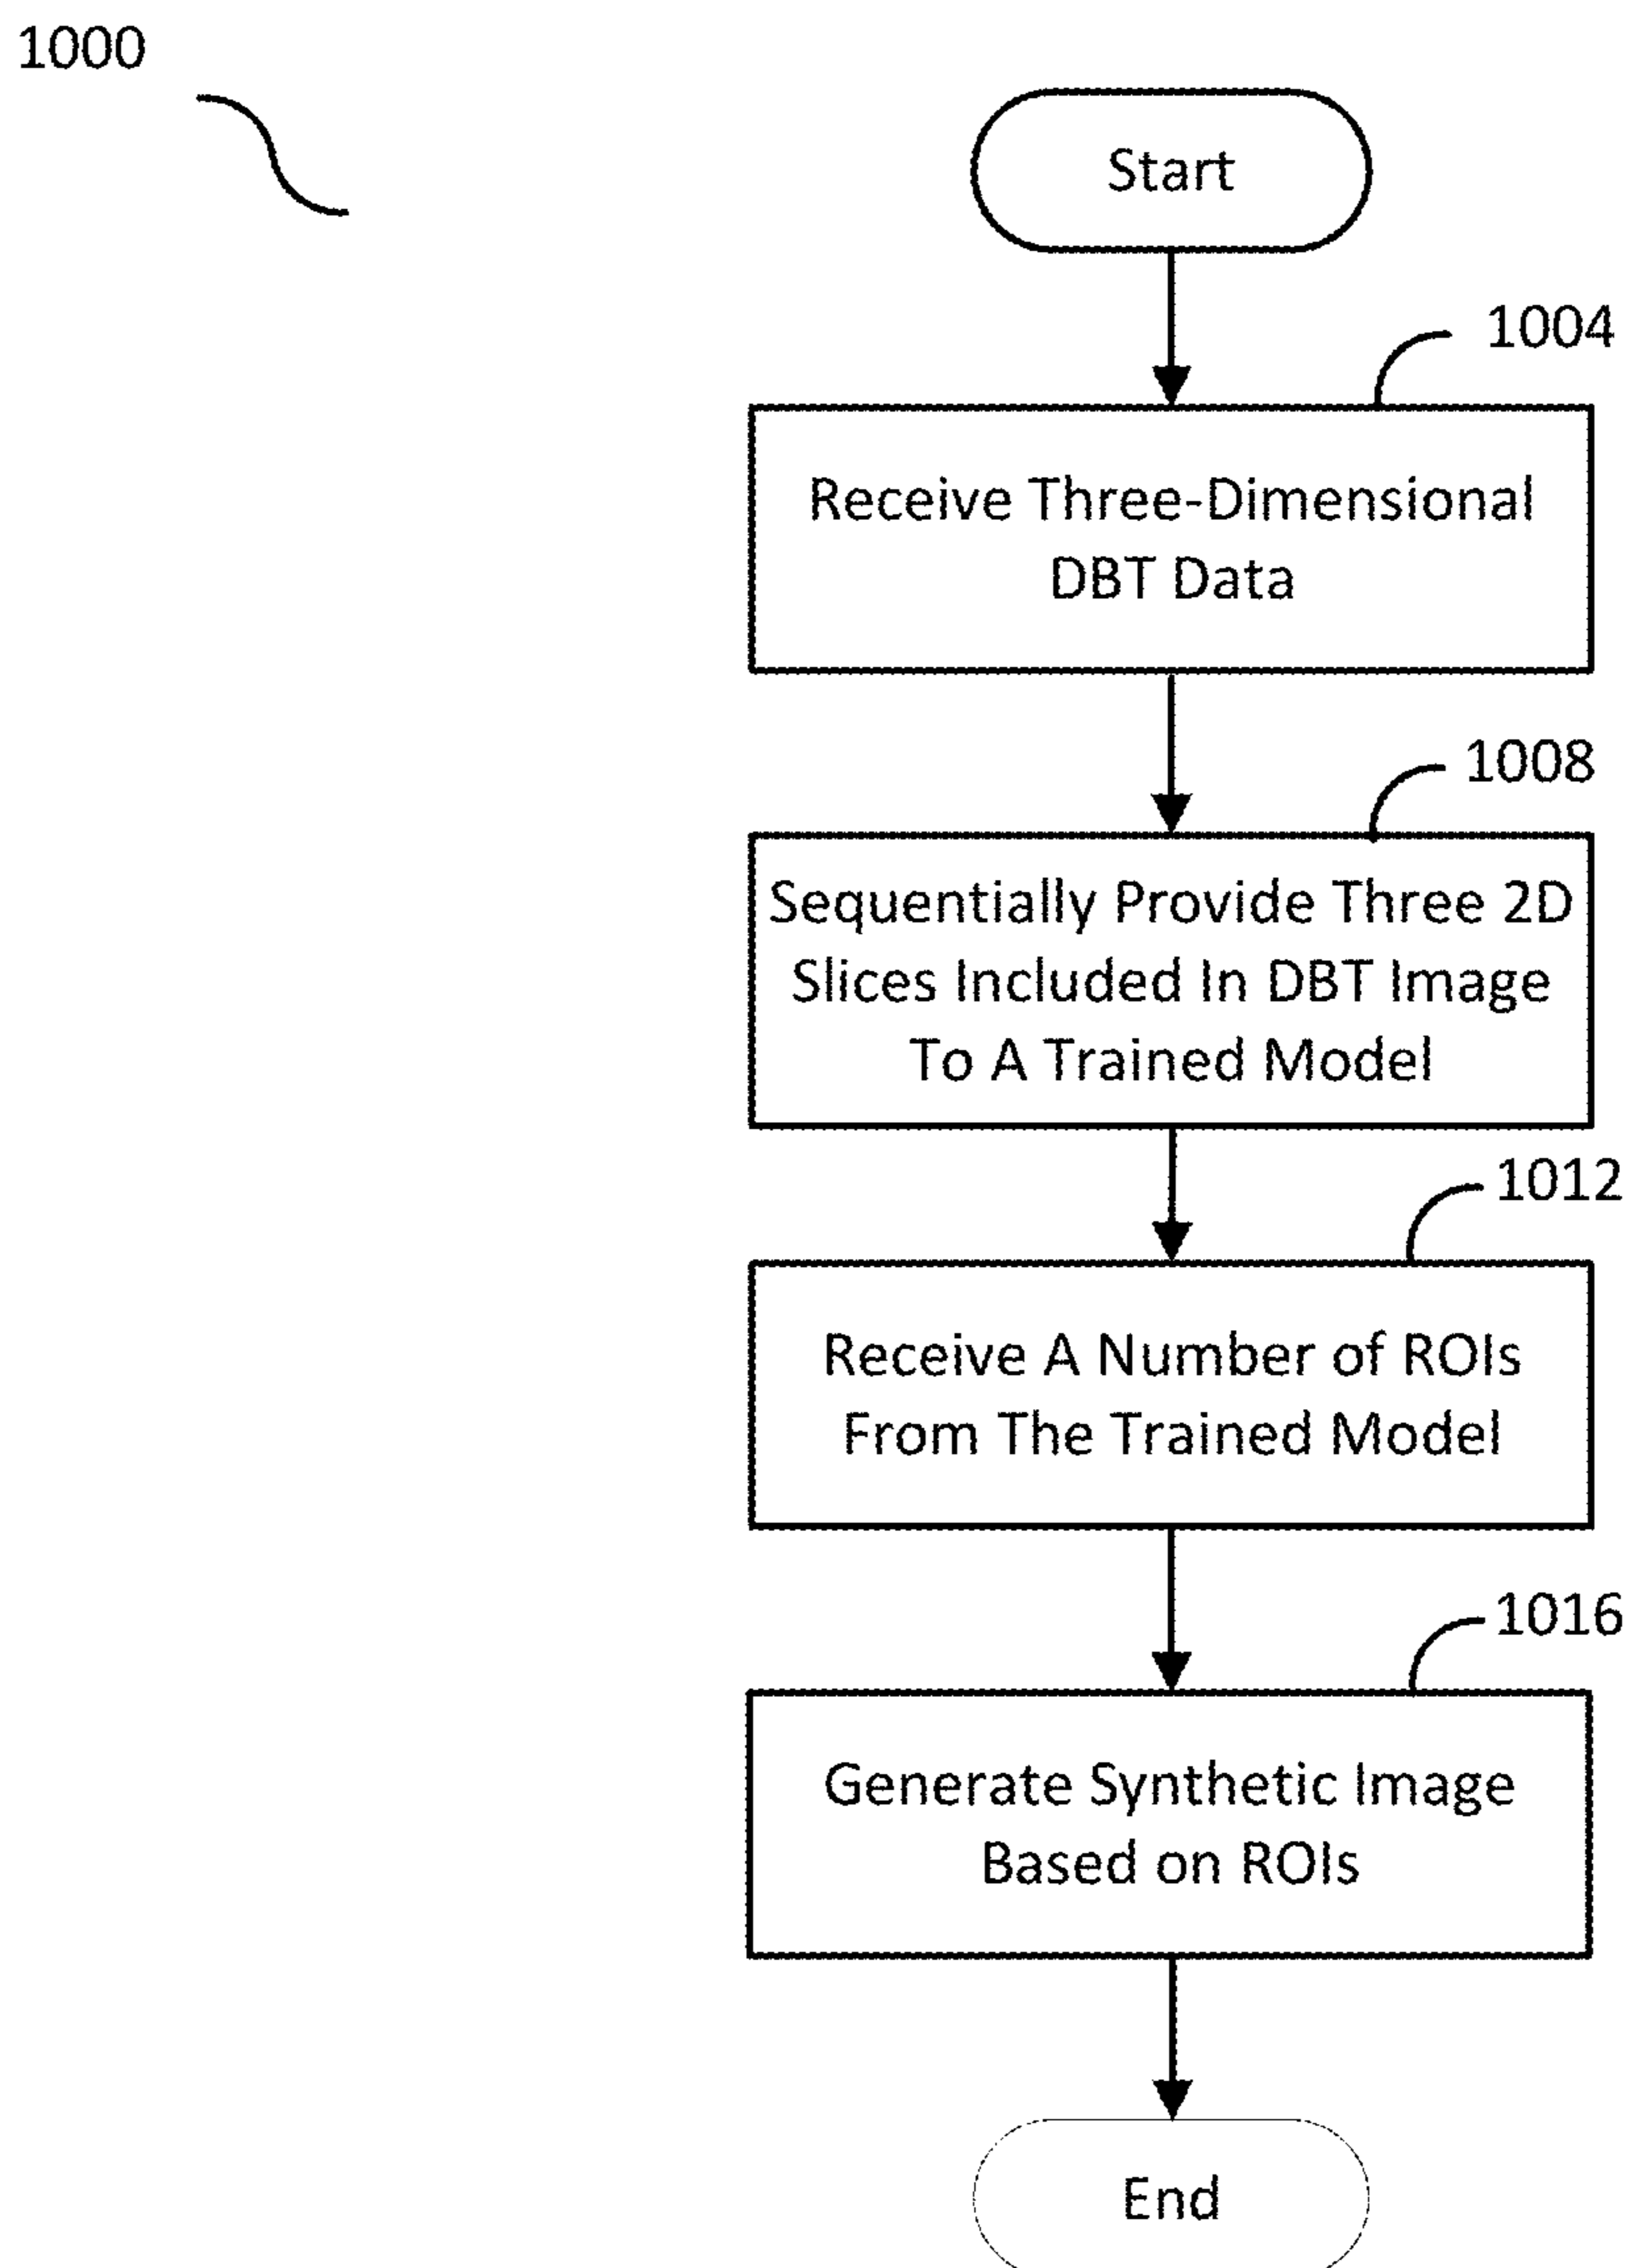 1000
Start
1004
Receive Three-Dimensional
DBT Data
1008
Sequentially Provide Three 2D
Slices Included In DBT Image
To A Trained Model
1012
Receive A Number of ROIs
From The Trained Model
1016
Generate Synthetic Image
Based on ROIs
End